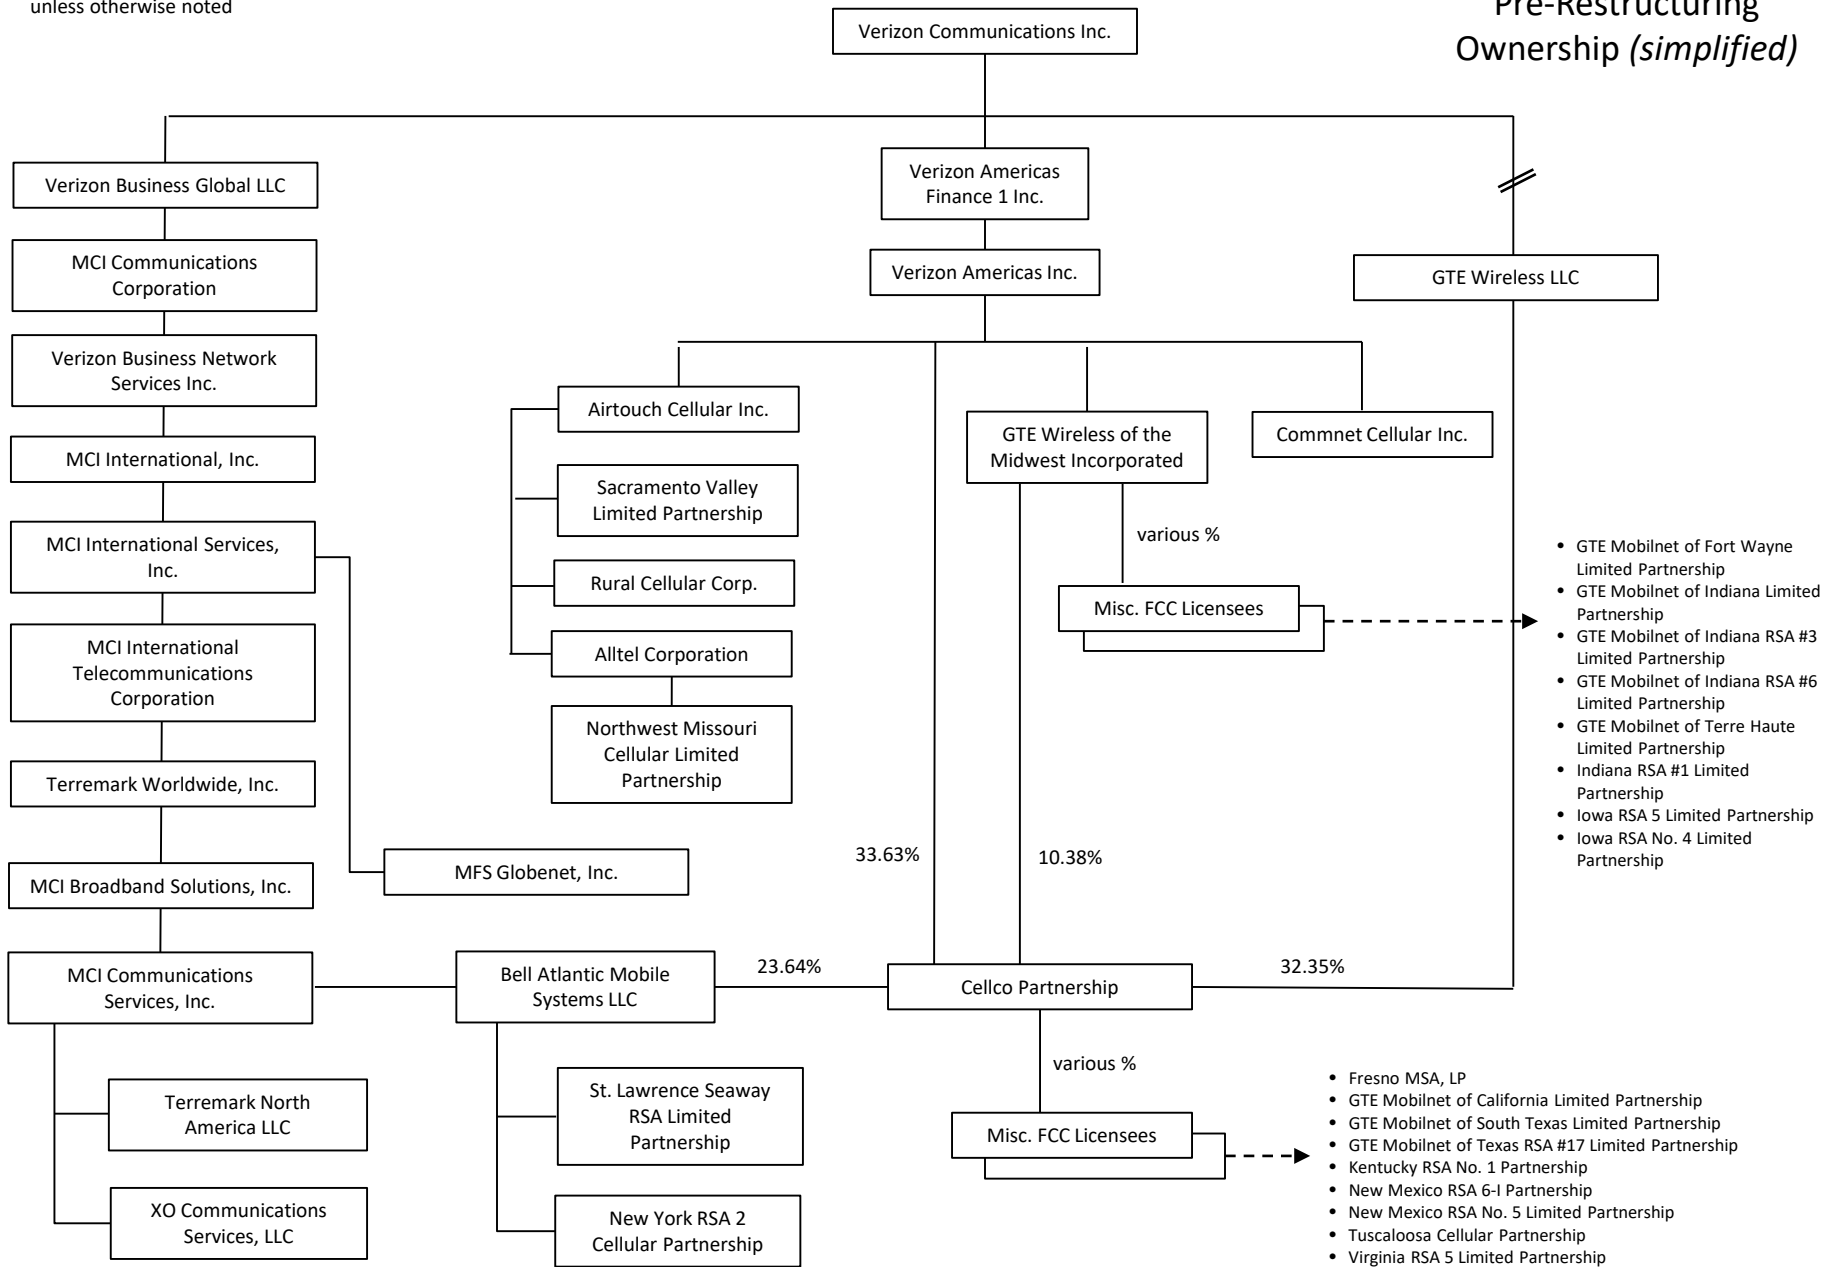 unless otherwise noted
Pre-Restructuring
Ownership (simplified)
Verizon Communications Inc.
Verizon Business Global LLC
Verizon Americas
Finance 1 Inc.
MCI Communications
Corporation
Verizon Americas Inc.
GTE Wireless LLC
Verizon Business Network
Services Inc.
Airtouch Cellular Inc.
GTE Wireless of the
Midwest Incorporated
Commnet Cellular Inc.
MCI International, Inc.
Sacramento Valley
Limited Partnership
various %
MCI International Services,
Inc.
Rural Cellular Corp.
Misc. FCC Licensees
• GTE Mobilnet of Fort Wayne
Limited Partnership
• GTE Mobilnet of Indiana Limited
Partnership
• GTE Mobilnet of Indiana RSA #3
Limited Partnership
• GTE Mobilnet of Indiana RSA #6
Limited Partnership
• GTE Mobilnet of Terre Haute
Limited Partnership
• Indiana RSA #1 Limited
Partnership
• Iowa RSA 5 Limited Partnership
• Iowa RSA No. 4 Limited
Partnership
MCI International
Telecommunications
Corporation
Alltel Corporation
Northwest Missouri
Cellular Limited
Partnership
Terremark Worldwide, Inc.
MCI Broadband Solutions, Inc.
MFS Globenet, Inc.
33.63%
10.38%
MCI Communications
Services, Inc.
Bell Atlantic Mobile
Systems LLC
23.64%
Cellco Partnership
32.35%
various %
Terremark North
America LLC
St. Lawrence Seaway
RSA Limited
Partnership
Misc. FCC Licensees
• Fresno MSA, LP
• GTE Mobilnet of California Limited Partnership
• GTE Mobilnet of South Texas Limited Partnership
• GTE Mobilnet of Texas RSA #17 Limited Partnership
• Kentucky RSA No. 1 Partnership
• New Mexico RSA 6-I Partnership
• New Mexico RSA No. 5 Limited Partnership
• Tuscaloosa Cellular Partnership
• Virginia RSA 5 Limited Partnership
XO Communications
Services, LLC
New York RSA 2
Cellular Partnership